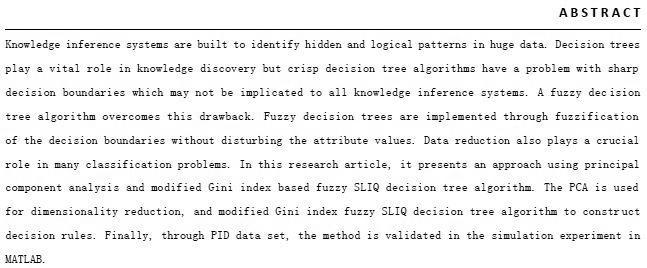 ABSTRACT
Knowledge inference systems are built to identify hidden and logical patterns in huge data. Decision trees
play a vital role in knowledge discovery but crisp decision tree algorithms have a problem with sharp
decision boundaries which may not be implicated to all knowledge inference systems. A fuzzy decision
tree algorithm overcomes this drawback. Fuzzy decision trees are implemented through fuzzification
of the decision boundaries without disturbing the attribute values. Data reduction also plays a crucial
role in many classification problems. In this research article, it presents an approach using principal
component analysis and modified Gini index based fuzzy SLIQ decision tree algorithm. The PCA is used
for dimensionality reduction, and modified Gini index fuzzy SLIQ decision tree algorithm to construct
decision rules. Finally, through PID data set, the method is validated in the simulation experiment in
MATLAB.